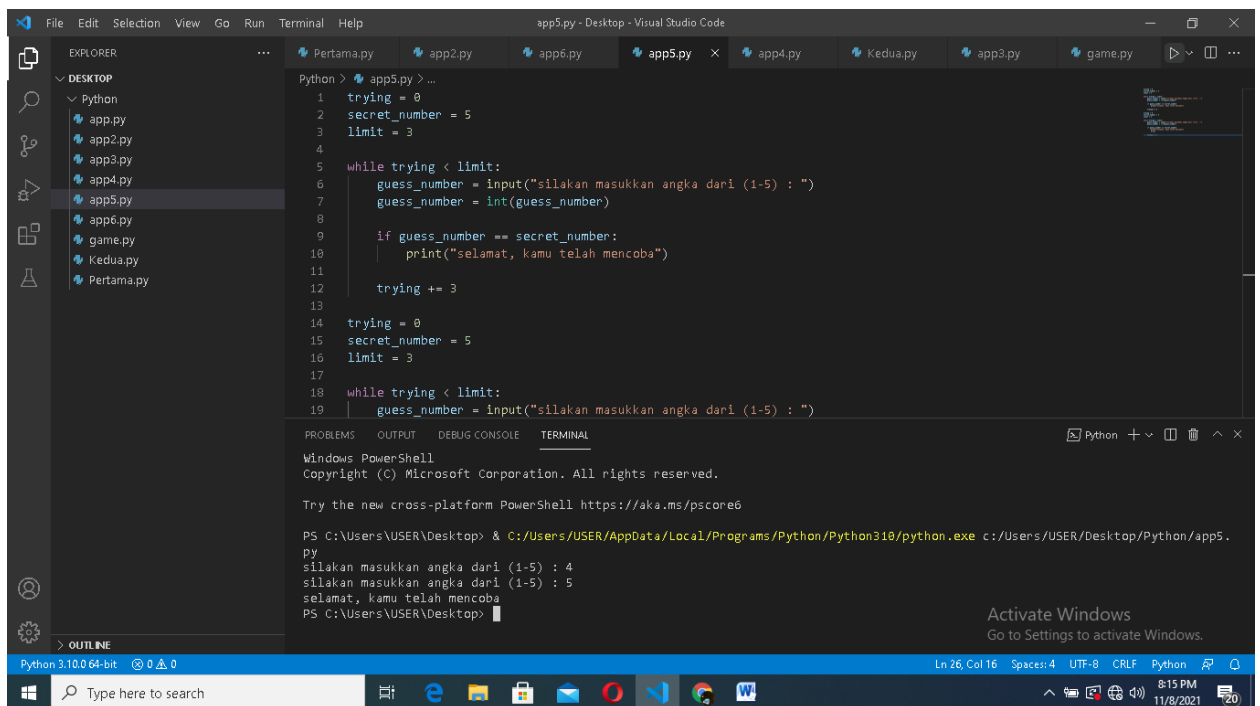 File Edit Selection View Go Run Terminal Help app5.py - Desktop - Visual Studio Code
EXPLORER
Pertama.py app2.py app6.py app5.py app4.py Kedua.py app3.py game.py
DESKTOP
Python
app.py
app2.py
app3.py
app4.py
app5.py
app6.py
game.py
Kedua.py
Pertama.py
OUTLINE
Python > app5.py > ...
1 trying = 0
2 secret_number = 5
3 limit = 3
4
5 while trying < limit:
6 guess_number = input("silakan masukkan angka dari (1-5) : ")
7 guess_number = int(guess_number)
8
9 if guess_number == secret_number:
10 print("selamat, kamu telah mencoba")
11
12 trying += 3
13
14 trying = 0
15 secret_number = 5
16 limit = 3
17
18 while trying < limit:
19 guess_number = input("silakan masukkan angka dari (1-5) : ")
PROBLEMS OUTPUT DEBUG CONSOLE TERMINAL Python
Windows PowerShell
Copyright (C) Microsoft Corporation. All rights reserved.
Try the new cross-platform PowerShell https://aka.ms/pscore6
PS C:\Users\USER\Desktop> & C:/Users/USER/AppData/Local/Programs/Python/Python310/python.exe c:/Users/USER/Desktop/Python/app5.
py
silakan masukkan angka dari (1-5) : 4
silakan masukkan angka dari (1-5) : 5
selamat, kamu telah mencoba
PS C:\Users\USER\Desktop>
Activate Windows
Go to Settings to activate Windows.
Python 3.10.0 64-bit 0 0 Ln 26, Col 16 Spaces: 4 UTF-8 CRLF Python
Type here to search
8:15 PM
11/8/2021
20